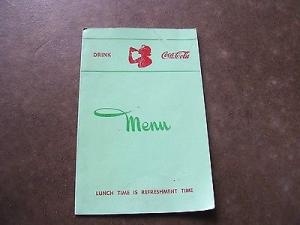 DRINK Coca-Cola
Menu
LUNCH TIME IS REFRESHMENT TIME